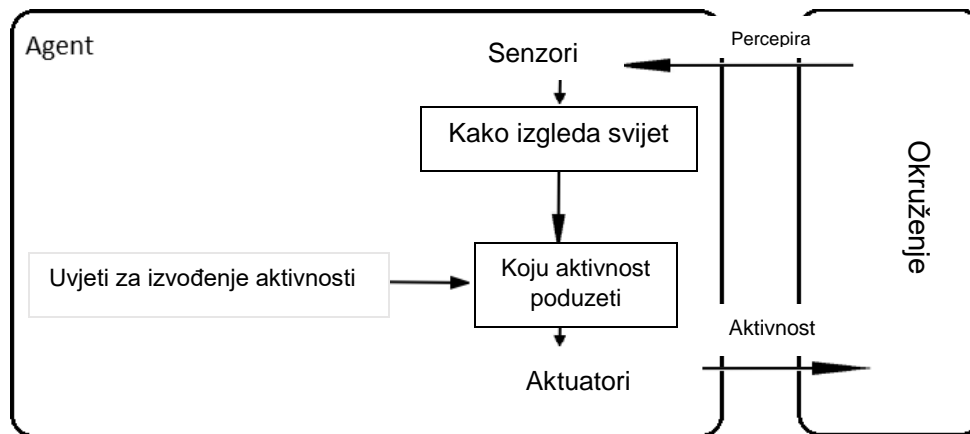 Agent
Senzori
Percepira
Kako izgleda svijet
Okruženje
Uvjeti za izvođenje aktivnosti
Koju aktivnost
poduzeti
Aktivnost
Aktuatori